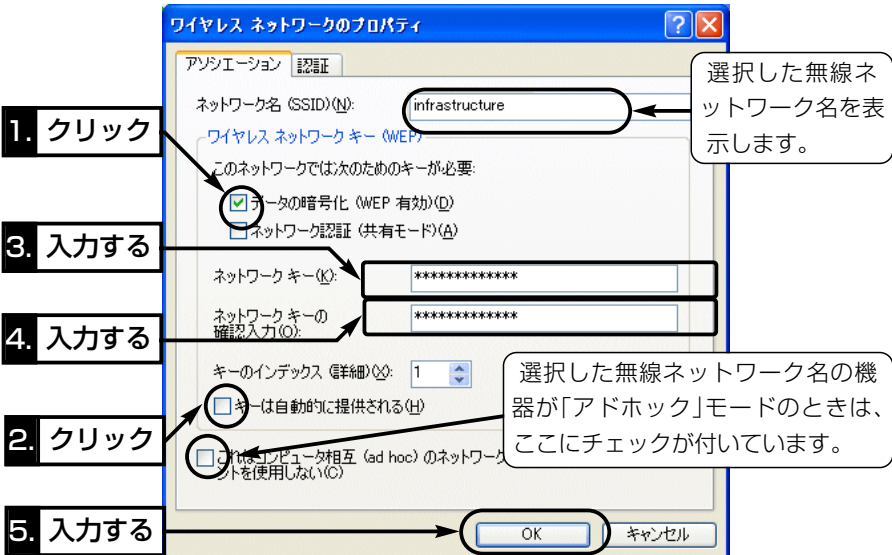 ワイヤレス ネットワークのプロパティ
アソシエーション 認証
ネットワーク名 (SSID)(N): infrastructure
選択した無線ネ
ットワーク名を表
示します。
1. クリック
ワイヤレス ネットワーク キー (WEP)
このネットワークでは次のためのキーが必要:
データの暗号化 (WEP 有効)(D)
ネットワーク認証 (共有モード)(A)
3. 入力する
ネットワーク キー(K): *************
4. 入力する
ネットワーク キーの
確認入力(O): *************
キーのインデックス (詳細)(X): 1
選択した無線ネットワーク名の機
器が「アドホック」モードのときは、
ここにチェックが付いています。
キーは自動的に提供される(H)
2. クリック
これはコンピュータ相互 (ad hoc) のネットワーク
ントを使用しない(C)
5. 入力する
OK キャンセル